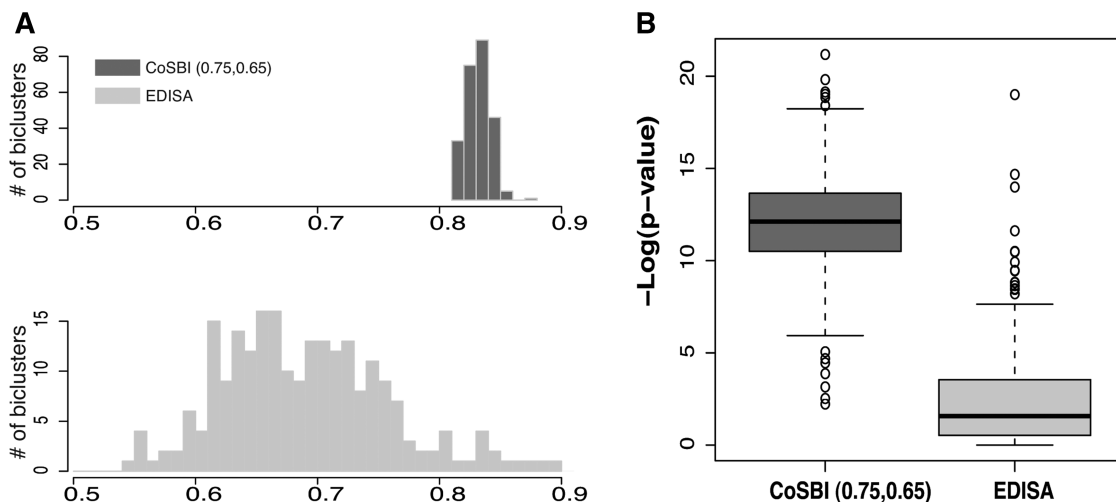 A
# of biclusters
80
60
40
20
0
CoSBI (0.75,0.65)
EDISA
0.5 0.6 0.7 0.8 0.9
# of biclusters
15
10
5
0
0.5 0.6 0.7 0.8 0.9
B
−Log(p−value)
20
15
10
5
0
CoSBI (0.75,0.65) EDISA